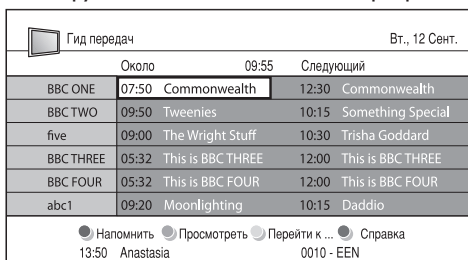 Гид передач Вт., 12 Сент.
Около 09:55 Следующий
BBC ONE 07:50 Commonwealth 12:30 Commonwealth
BBC TWO 09:50 Tweenies 10:15 Something Special
five 09:00 The Wright Stuff 10:30 Trisha Goddard
BBC THREE 05:32 This is BBC THREE 12:00 This is BBC THREE
BBC FOUR 05:32 This is BBC FOUR 12:00 This is BBC FOUR
abc1 09:20 Moonlighting 10:15 Daddio
Напомнить Просмотреть Перейти к ... Справка
13:50 Anastasia 0010 - EEN